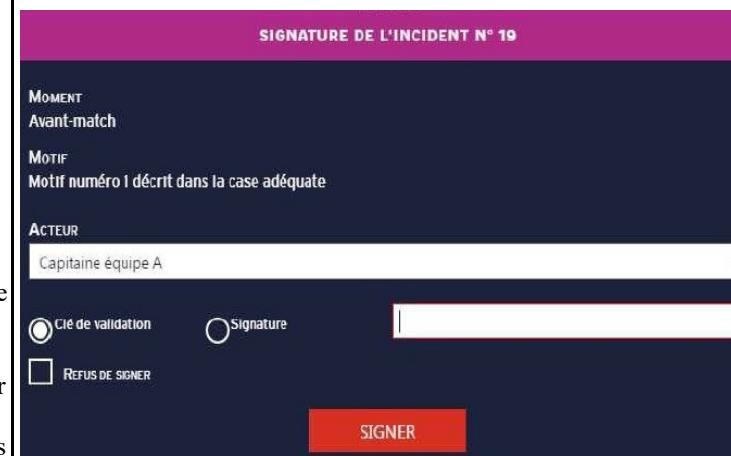 SIGNATURE DE L'INCIDENT N° 19
MOMENT
Avant-match
MOTIF
Motif numéro 1 décrit dans la case adéquate
ACTEUR
Capitaine équipe A
e
Clé de validation Signature
r
REFUS DE SIGNER
SIGNER
s